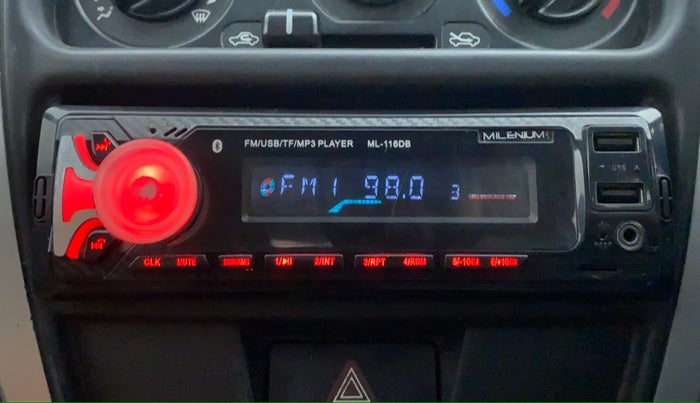 FM/USB/TF/MP3 PLAYER ML-116DB
MILENIUM
FM1 98.0 3
USB
CLK MUTE 1/▶II 2/INT 3/RPT 4/RDM 5/-10 6/+10